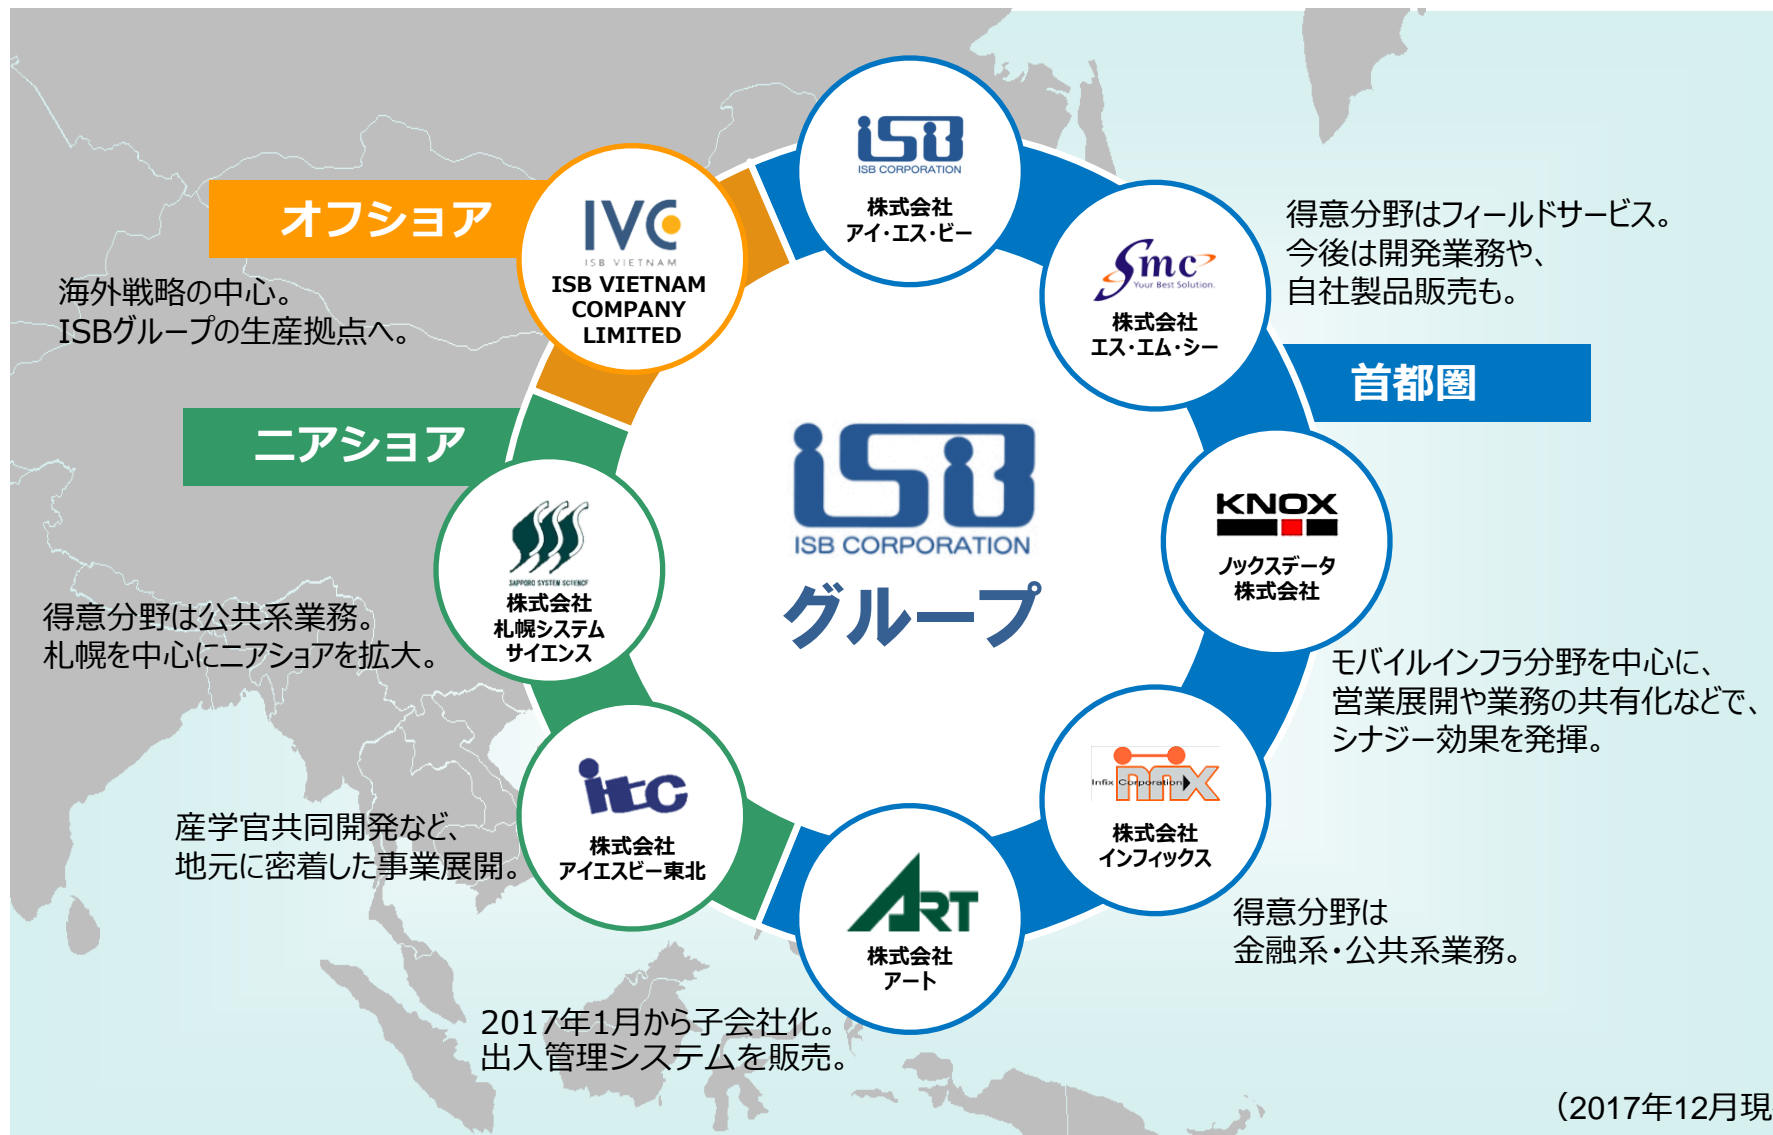 iSB
ISB CORPORATION
株式会社
アイ・エス・ビー
オフショア
IVC
ISB VIETNAM
ISB VIETNAM
COMPANY
LIMITED
海外戦略の中心。
ISBグループの生産拠点へ。
smc
Your Best Solution.
株式会社
エス・エム・シー
得意分野はフィールドサービス。
今後は開発業務や、
自社製品販売も。
首都圏
ニアショア
SAPPORO SYSTEM SCIENCE
株式会社
札幌システム
サイエンス
得意分野は公共系業務。
札幌を中心にニアショアを拡大。
iSB
ISB CORPORATION
グループ
KNOX
ノックスデータ
株式会社
モバイルインフラ分野を中心に、
営業展開や業務の共有化などで、
シナジー効果を発揮。
itc
株式会社
アイエスビー東北
産学官共同開発など、
地元に密着した事業展開。
Infix Corporation
株式会社
インフィックス
得意分野は
金融系・公共系業務。
ART
株式会社
アート
2017年1月から子会社化。
出入管理システムを販売。
（2017年12月現